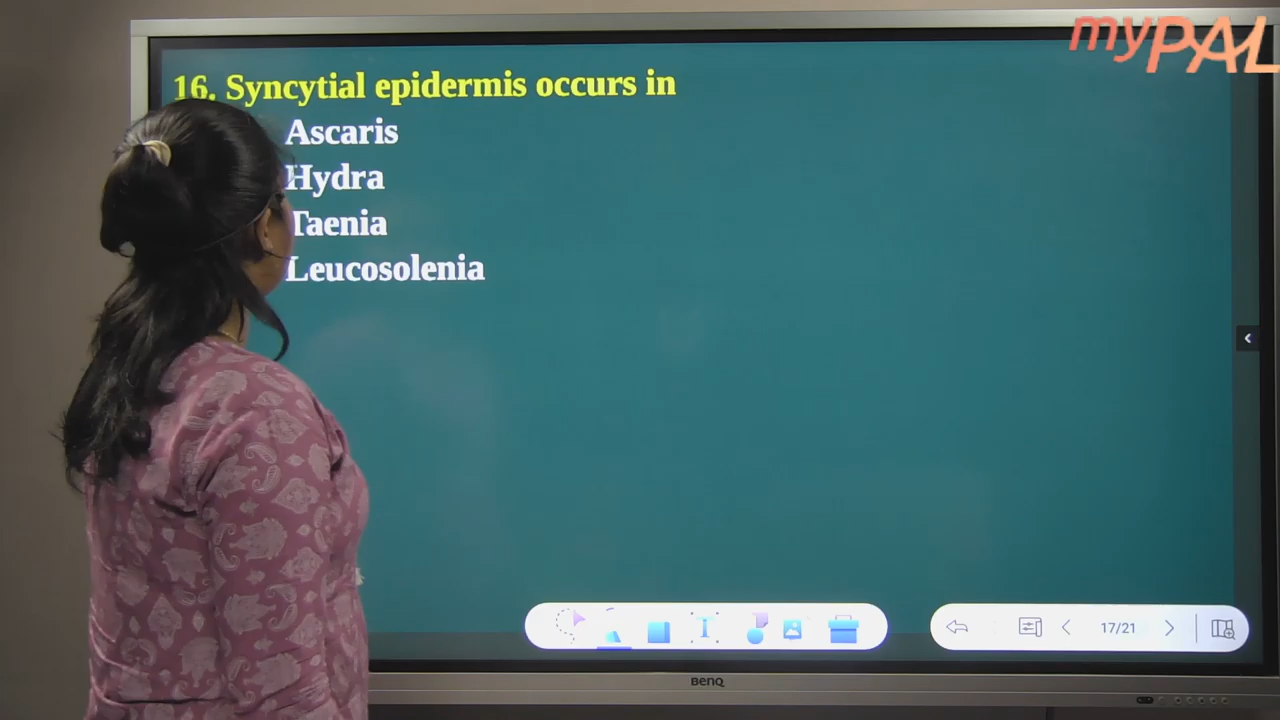 myPAL
16. Syncytial epidermis occurs in
Ascaris
Hydra
Taenia
Leucosolenia
17/21
BenQ